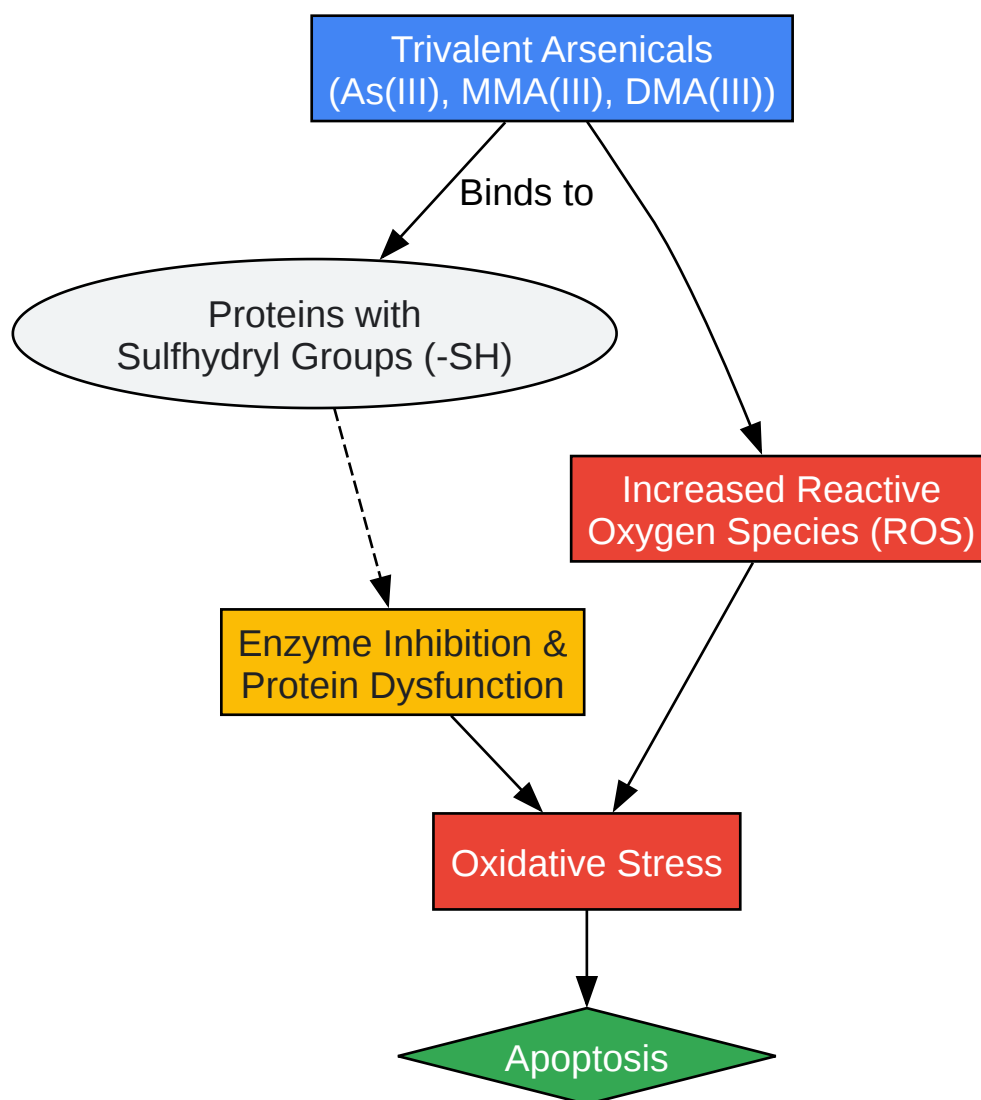 Trivalent Arsenicals
(As(III), MMA(III), DMA(III))
Binds to
Proteins with
Sulfhydryl Groups (-SH)
Increased Reactive
Oxygen Species (ROS)
Enzyme Inhibition &
Protein Dysfunction
Oxidative Stress
Apoptosis